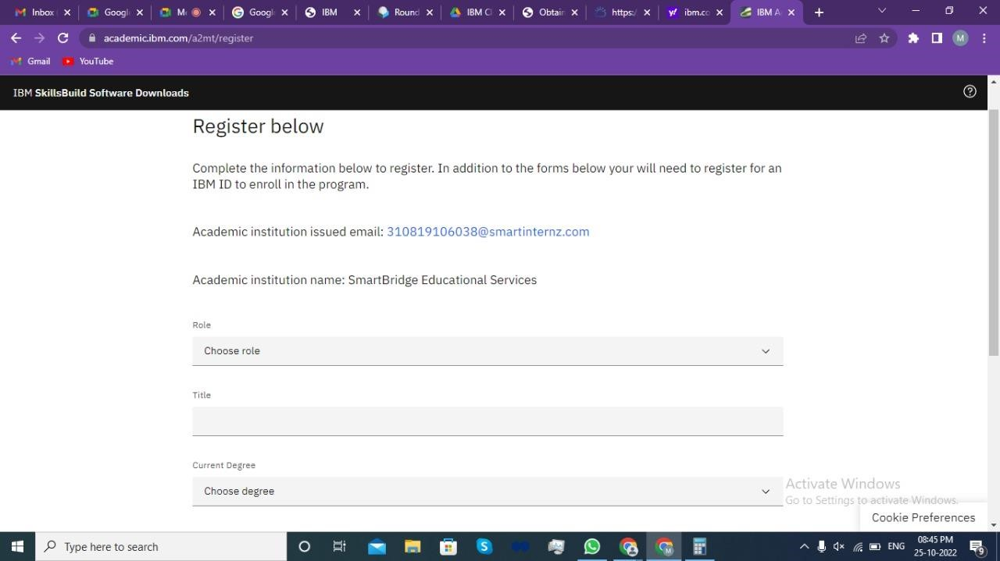 Inbox
Googl
M
Googl
IBM
Round
IBM Cl
Obtain
https:/
ibm.co
IBM A
academic.ibm.com/a2mt/register
M
Gmail
YouTube
IBM SkillsBuild Software Downloads
Register below
Complete the information below to register. In addition to the forms below your will need to register for an
IBM ID to enroll in the program.
Academic institution issued email: 310819106038@smartinternz.com
Academic institution name: SmartBridge Educational Services
Role
Choose role
Title
Current Degree
Choose degree
Activate Windows
Go to Settings to activate Windows.
Cookie Preferences
Type here to search
ENG
08:45 PM
25-10-2022
9